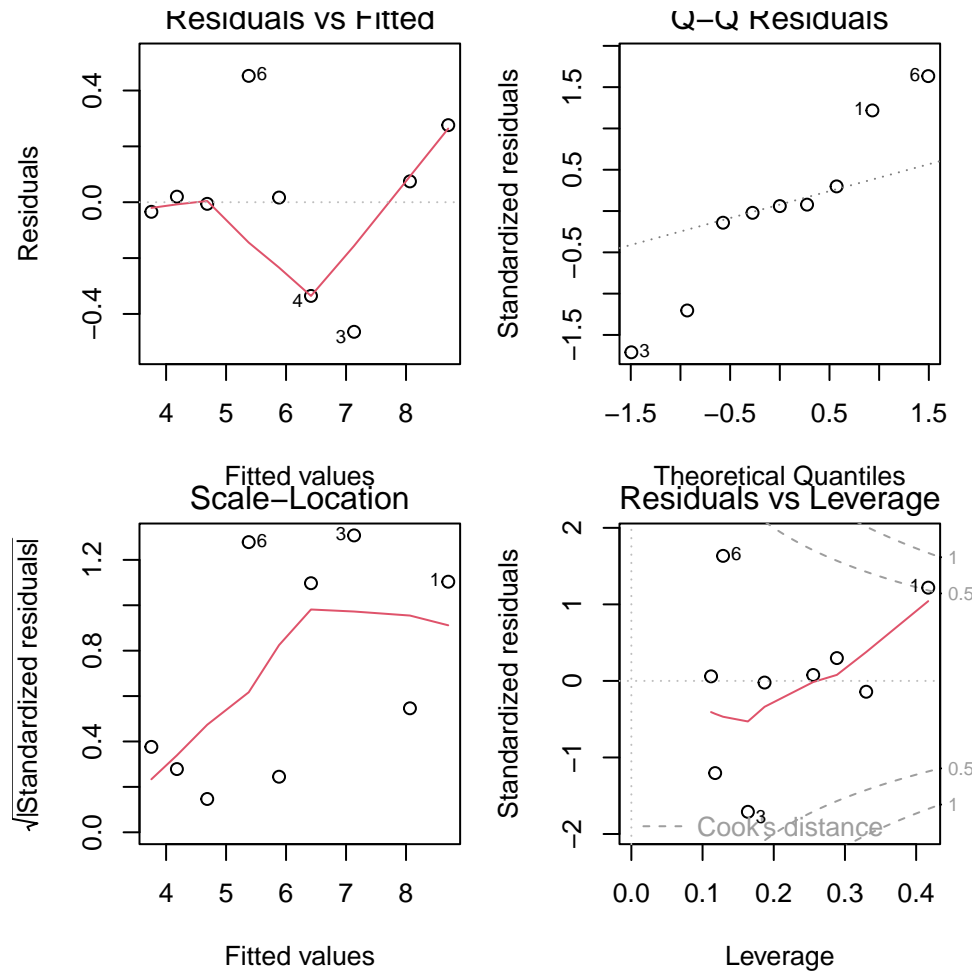 Residuals vs Fitted
Residuals
0.4
0.0
−0.4
6
4
3
4 5 6 7 8
Fitted values
Q−Q Residuals
Standardized residuals
1.5
0.5
−0.5
−1.5
6
1
3
−1.5 −0.5 0.5 1.5
Theoretical Quantiles
Scale−Location
√|Standardized residuals|
1.2
0.8
0.4
0.0
6
3
1
4 5 6 7 8
Fitted values
Residuals vs Leverage
Standardized residuals
2
1
0
−1
−2
6
1
3
1
0.5
0.5
1
Cook's distance
0.0 0.1 0.2 0.3 0.4
Leverage